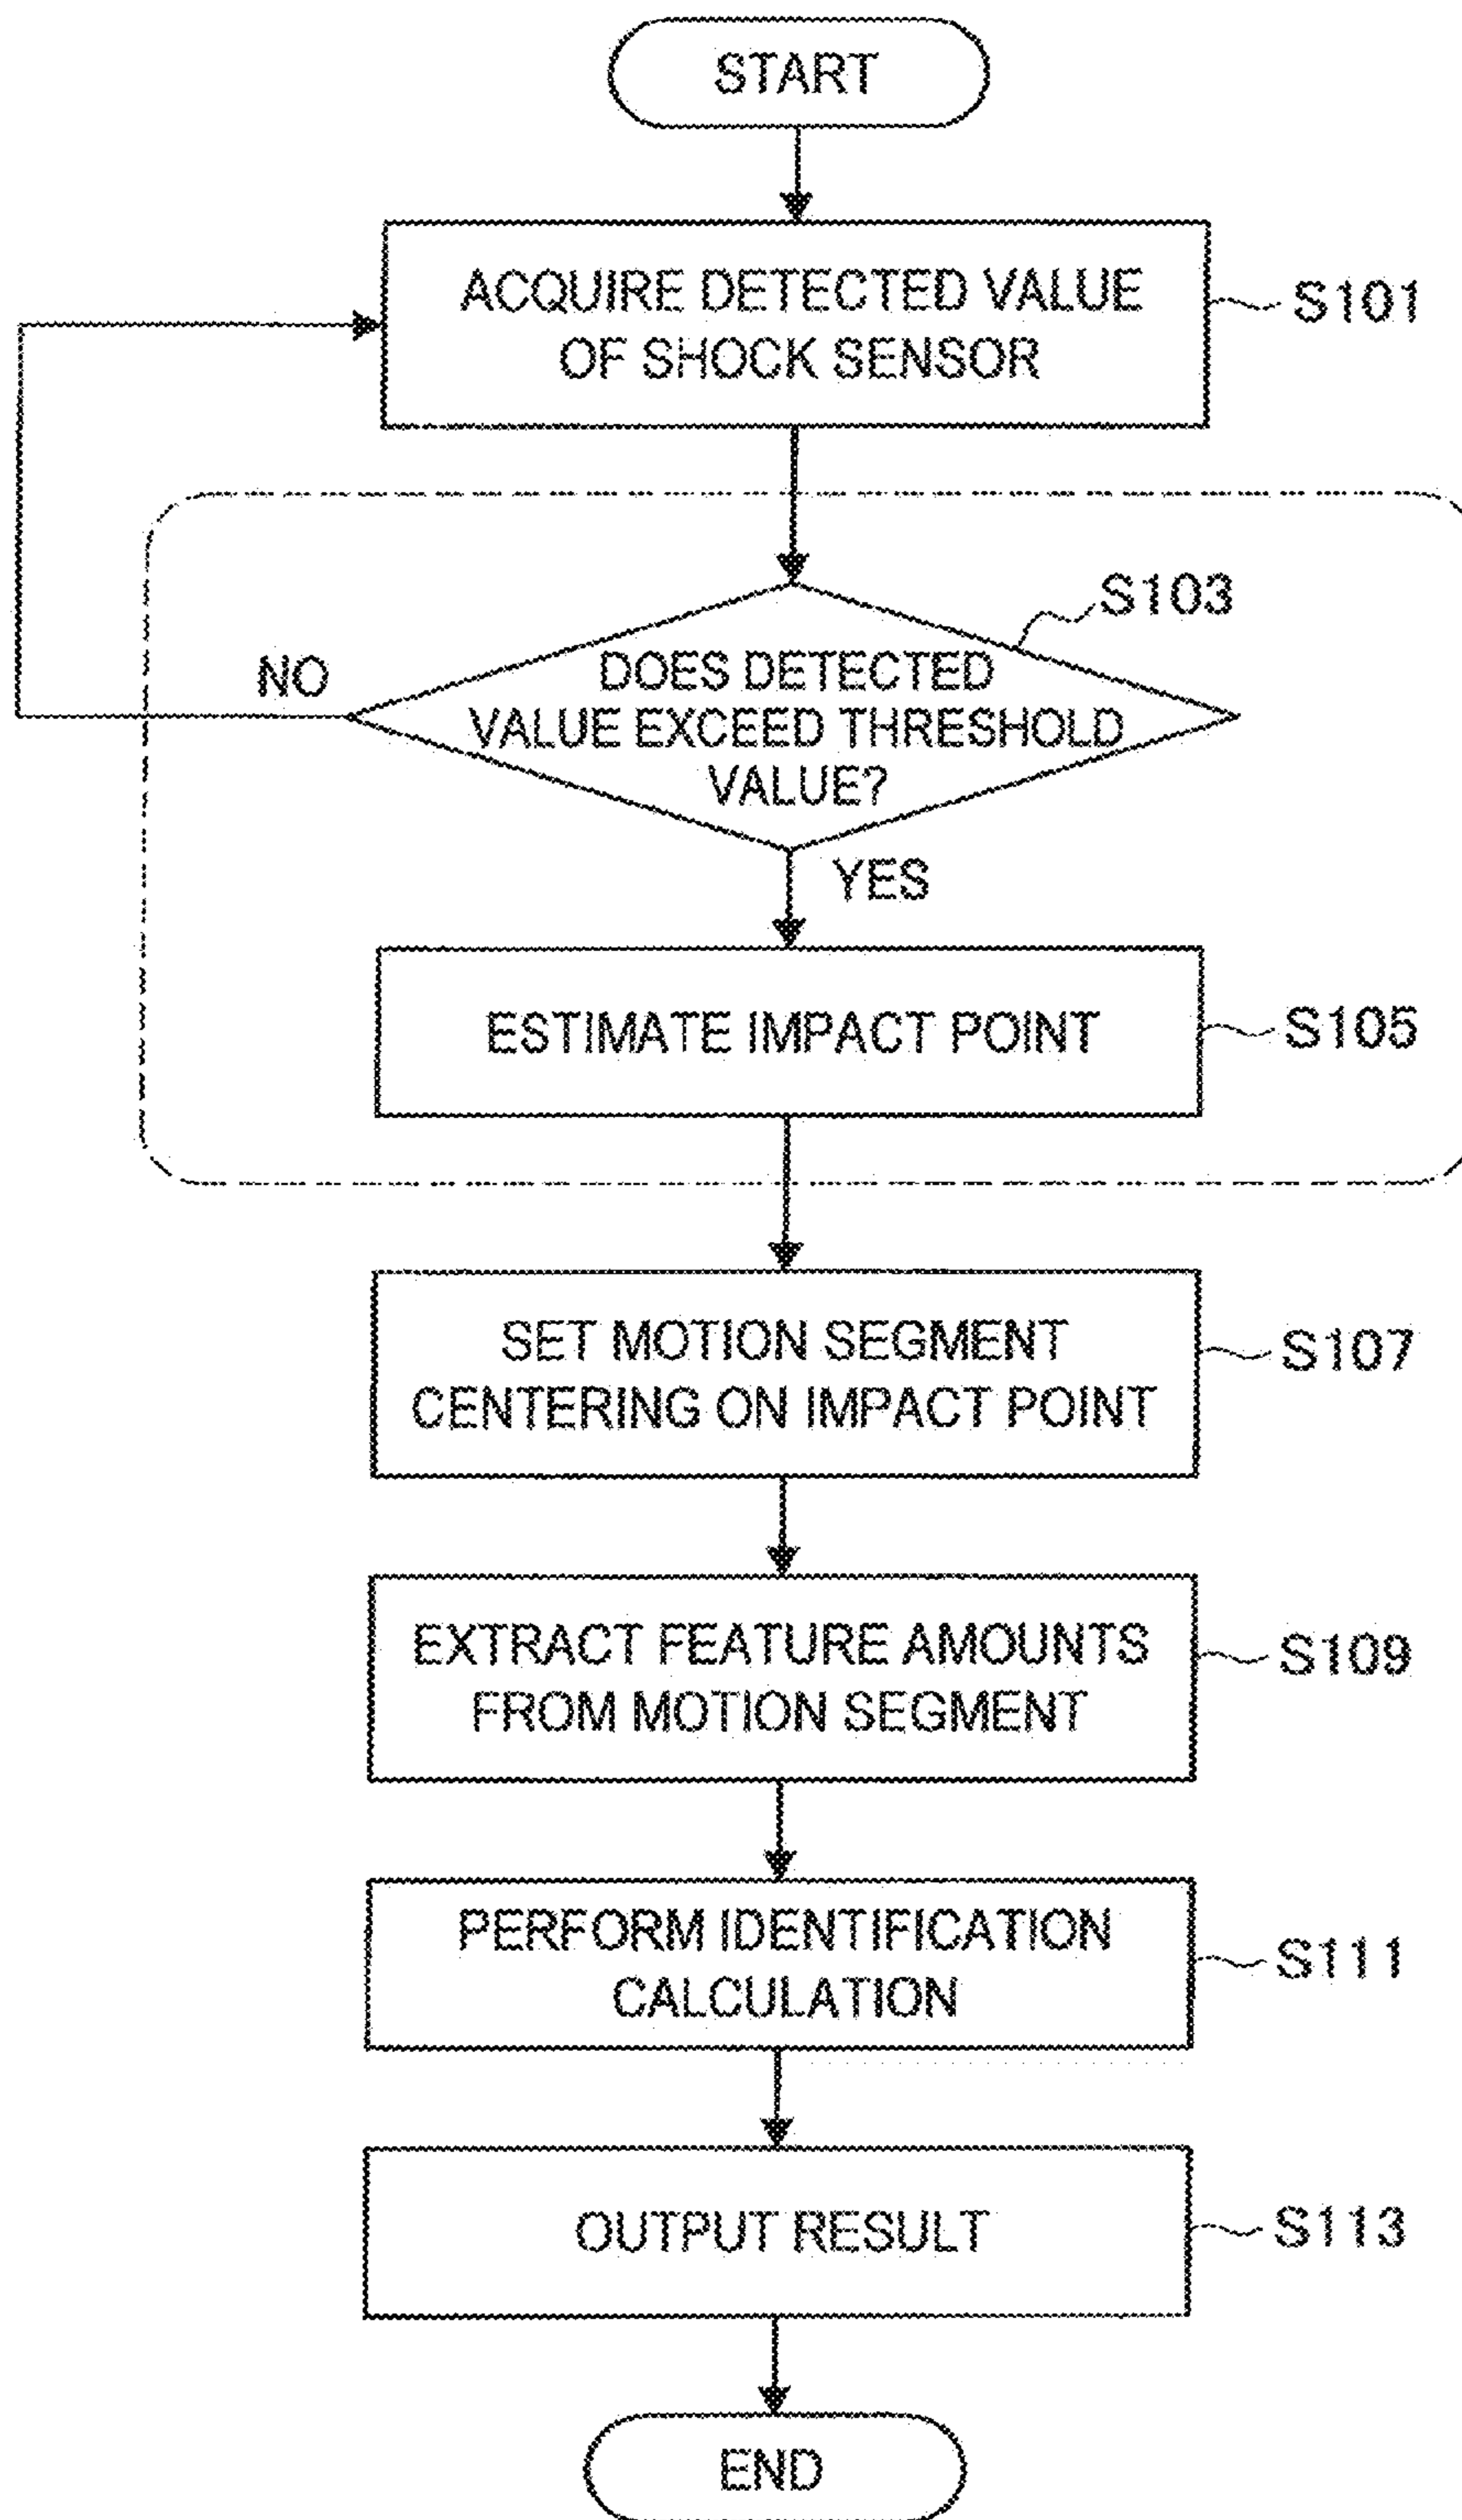 START
ACQUIRE DETECTED VALUE
OF SHOCK SENSOR
S101
S103
DOES DETECTED
VALUE EXCEED THRESHOLD
VALUE?
NO
YES
ESTIMATE IMPACT POINT
S105
SET MOTION SEGMENT
CENTERING ON IMPACT POINT
S107
EXTRACT FEATURE AMOUNTS
FROM MOTION SEGMENT
S109
PERFORM IDENTIFICATION
CALCULATION
S111
OUTPUT RESULT
S113
END